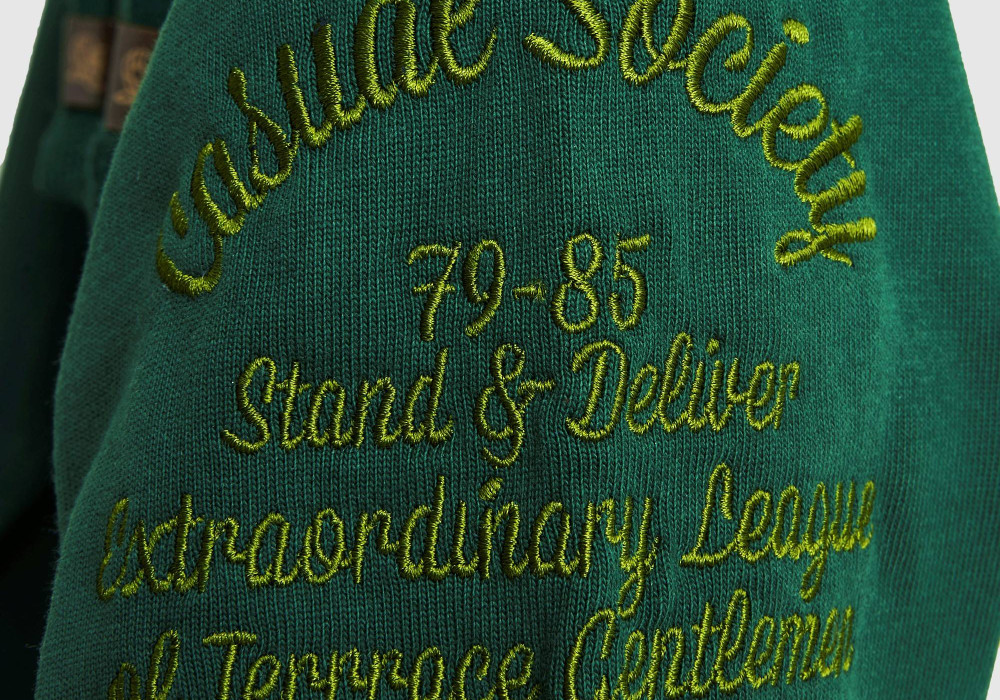 Casual Society
79-85
Stand & Deliver
Extraordinary League
of Terrace Gentlemen